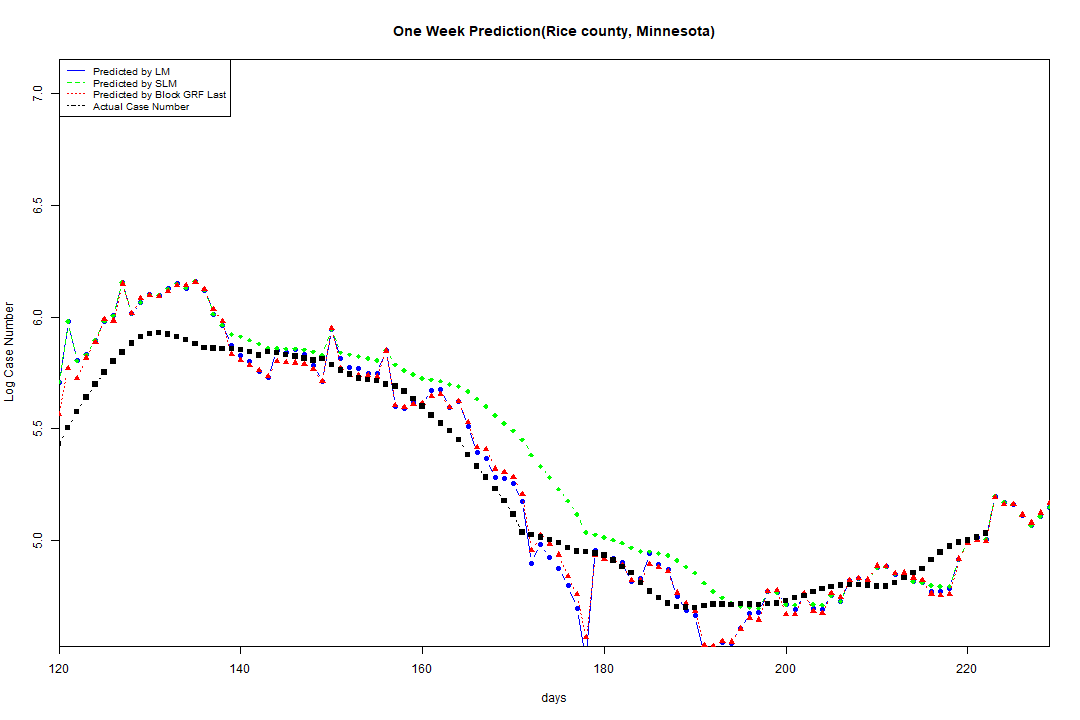 One Week Prediction(Rice county, Minnesota)
Predicted by LM
Predicted by SLM
Predicted by Block GRF Last
Actual Case Number
Log Case Number
7.0
6.5
6.0
5.5
5.0
120 140 160 180 200 220
days